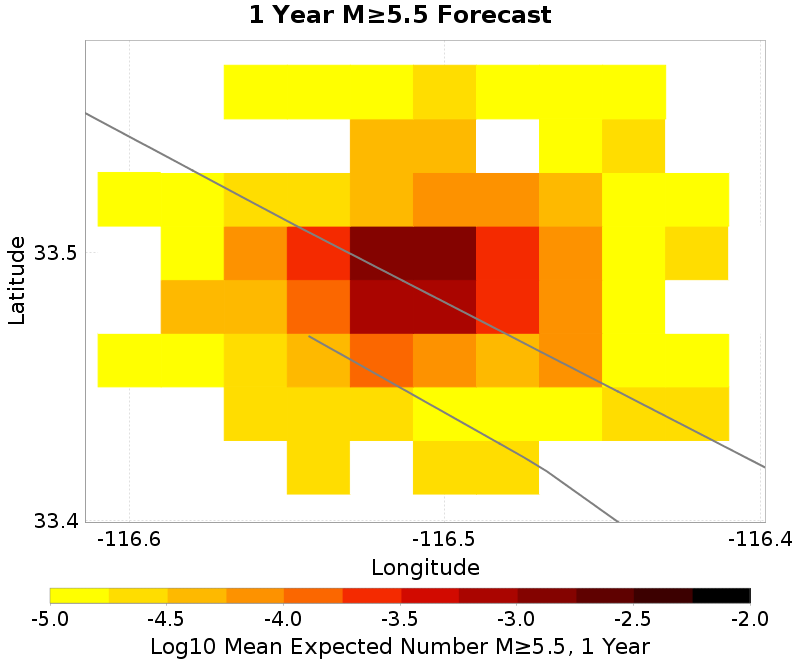 1 Year M≥5.5 Forecast
Latitude
33.5
33.4
-116.6 -116.5 -116.4
Longitude
-5.0 -4.5 -4.0 -3.5 -3.0 -2.5 -2.0
Log10 Mean Expected Number M≥5.5, 1 Year